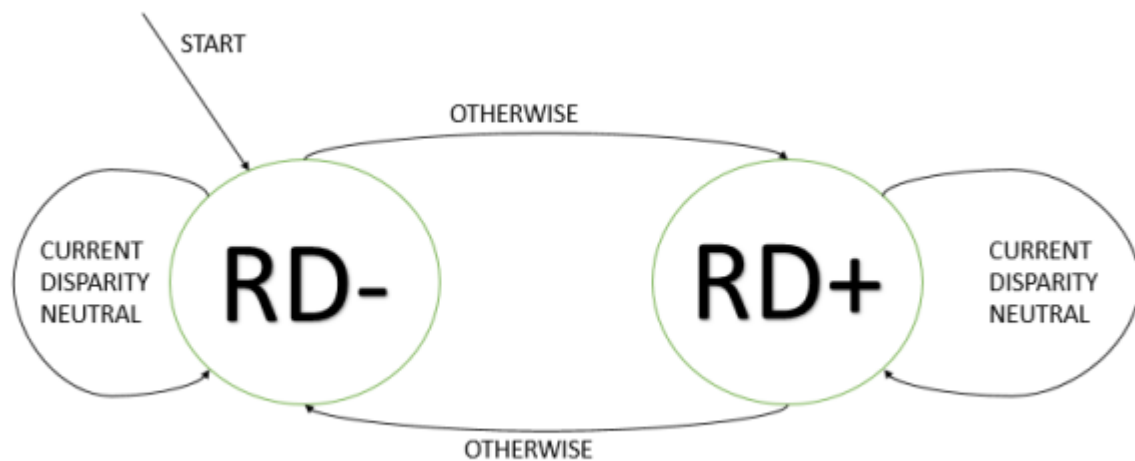 START
OTHERWISE
CURRENT
DISPARITY
NEUTRAL
RD-
RD+
CURRENT
DISPARITY
NEUTRAL
OTHERWISE